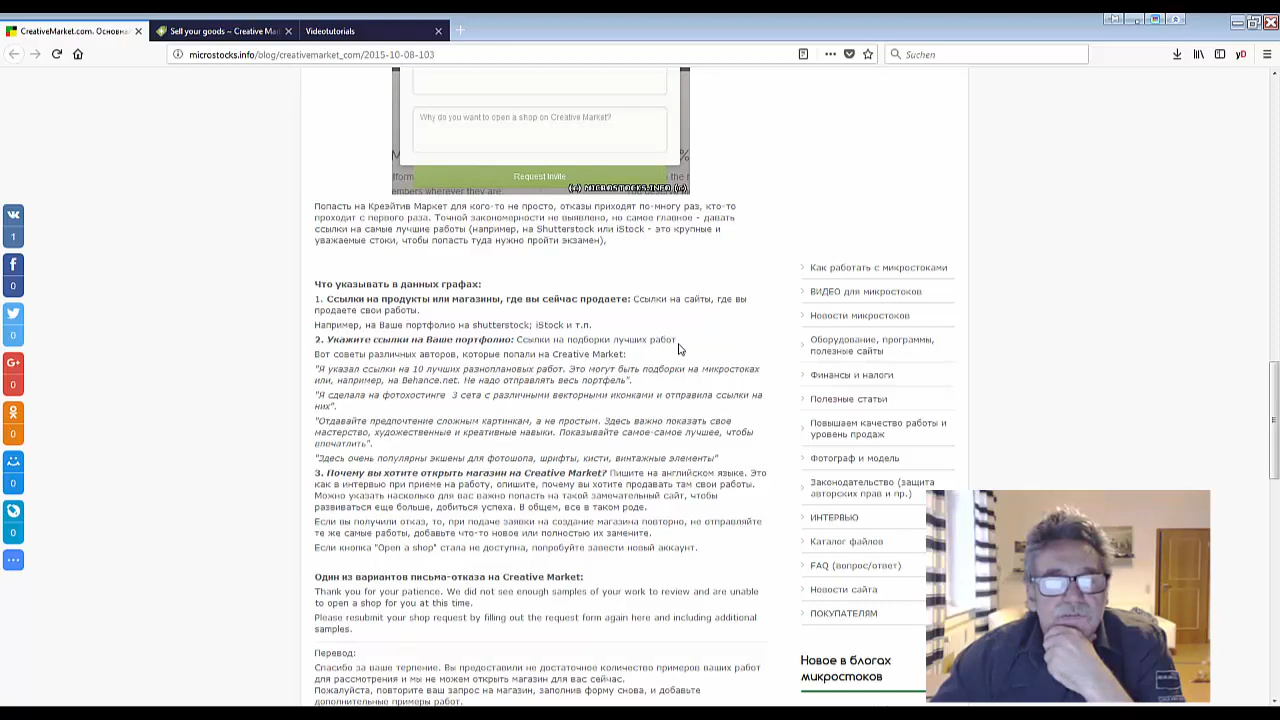 CreativeMarket.com. Основна
Sell your goods ~ Creative Ma
Videotutorials
microstocks.info/blog/creativemarket_com/2015-10-08-103
Suchen
Why do you want to open a shop on Creative Market?
Request Invite
(c) MICROSTOCKS.INFO (c)
embers wherever they are.
Попасть на Креэйтив Маркет для кого-то не просто, отказы приходят по-многу раз, кто-то
проходит с первого раза. Точной закономерности не выявлено, но самое главное - давать
ссылки на самые лучшие работы (например, на Shutterstock или iStock - это крупные и
уважаемые стоки, чтобы попасть туда нужно пройти экзамен),
Что указывать в данных графах:
1. Ссылки на продукты или магазины, где вы сейчас продаете: Ссылки на сайты, где вы
продаете свои работы.
Например, на Ваше портфолио на shutterstock; iStock и т.п.
2. Укажите ссылки на Ваше портфолио: Ссылки на подборки лучших работ
Вот советы различных авторов, которые попали на Creative Market:
"Я указал ссылки на 10 лучших разноплановых работ. Это могут быть подборки на микростоках
или, например, на Behance.net. Не надо отправлять весь портфель".
"Я сделала на фотохостинге 3 сета с различными векторными иконками и отправила ссылки на
них".
"Отдавайте предпочтение сложным картинкам, а не простым. Здесь важно показать свое
мастерство, художественные и креативные навыки. Показывайте самое-самое лучшее, чтобы
впечатлить".
"Здесь очень популярны экшены для фотошопа, шрифты, кисти, винтажные элементы"
3. Почему вы хотите открыть магазин на Creative Market? Пишите на английском языке. Это
как в интервью при приеме на работу, опишите, почему вы хотите продавать там свои работы.
Можно указать насколько для вас важно попасть на такой замечательный сайт, чтобы
развиваться еще больше, добиться успеха. В общем, все в таком роде.
Если вы получили отказ, то, при подаче заявки на создание магазина повторно, не отправляйте
те же самые работы, добавьте что-то новое или полностью их замените.
Если кнопка "Open a shop" стала не доступна, попробуйте завести новый аккаунт.
Один из вариантов письма-отказа на Creative Market:
Thank you for your patience. We did not see enough samples of your work to review and are unable
to open a shop for you at this time.
Please resubmit your shop request by filling out the request form again here and including additional
samples.
Перевод:
Спасибо за ваше терпение. Вы предоставили не достаточное количество примеров ваших работ
для рассмотрения и мы не можем открыть магазин для вас сейчас.
Пожалуйста, повторите ваш запрос на магазин, заполнив форму снова, и добавьте
дополнительные примеры работ.
Как работать с микростоками
ВИДЕО для микростоков
Новости микростоков
Оборудование, программы,
полезные сайты
Финансы и налоги
Полезные статьи
Повышаем качество работы и
уровень продаж
Фотограф и модель
Законодательство (защита
авторских прав и пр.)
ИНТЕРВЬЮ
Каталог файлов
FAQ (вопрос/ответ)
Новости сайта
ПОКУПАТЕЛЯМ
Новое в блогах
микростоков
1
0
0
0
0
0
0